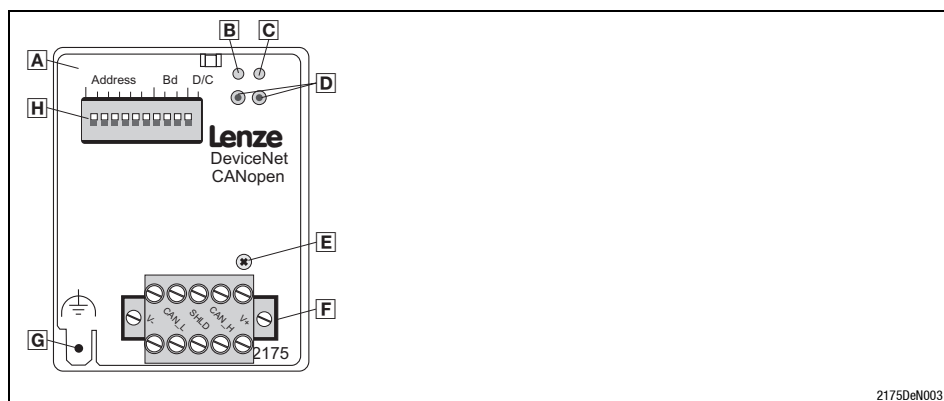 B C
A
D
Address Bd D/C
H
Lenze
DeviceNet
CANopen
E
F
V- CAN_L SHLD CAN_H V+
G
2175
2175DeN003